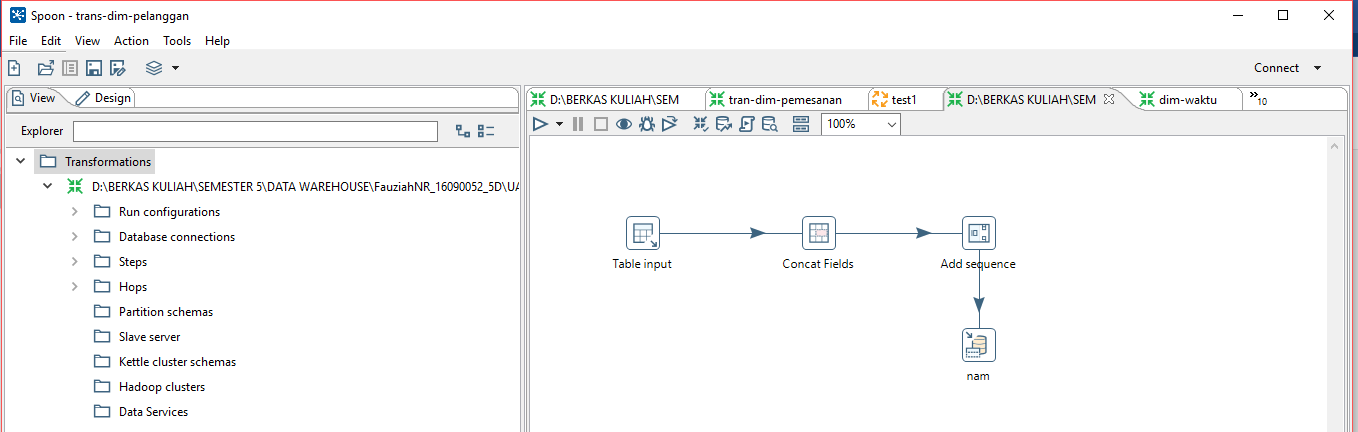 Spoon - trans-dim-pelanggan
File Edit View Action Tools Help
Connect
View Design
Explorer
Transformations
D:\BERKAS KULIAH\SEMESTER 5\DATA WAREHOUSE\FauziahNR_16090052_5D\UA
Run configurations
Database connections
Steps
Hops
Partition schemas
Slave server
Kettle cluster schemas
Hadoop clusters
Data Services
D:\BERKAS KULIAH\SEM tran-dim-pemesanan test1 D:\BERKAS KULIAH\SEM dim-waktu »10
100%
Table input Concat Fields Add sequence
nam